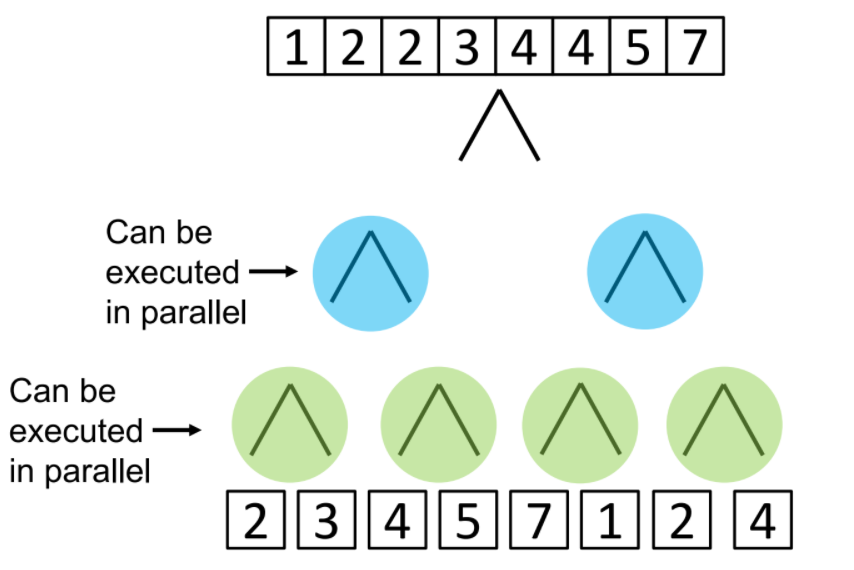 1 2 2 3 4 4 5 7
Can be
executed
in parallel
Can be
executed
in parallel
2 3 4 5 7 1 2 4